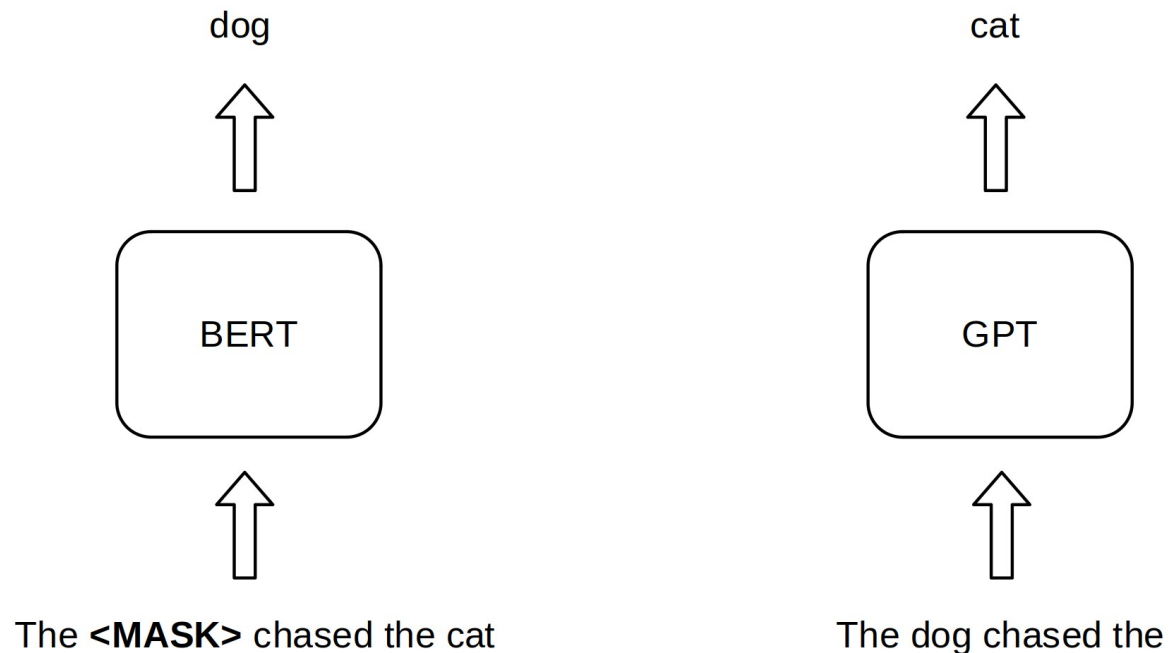 dog
BERT
The <MASK> chased the cat
cat
GPT
The dog chased the